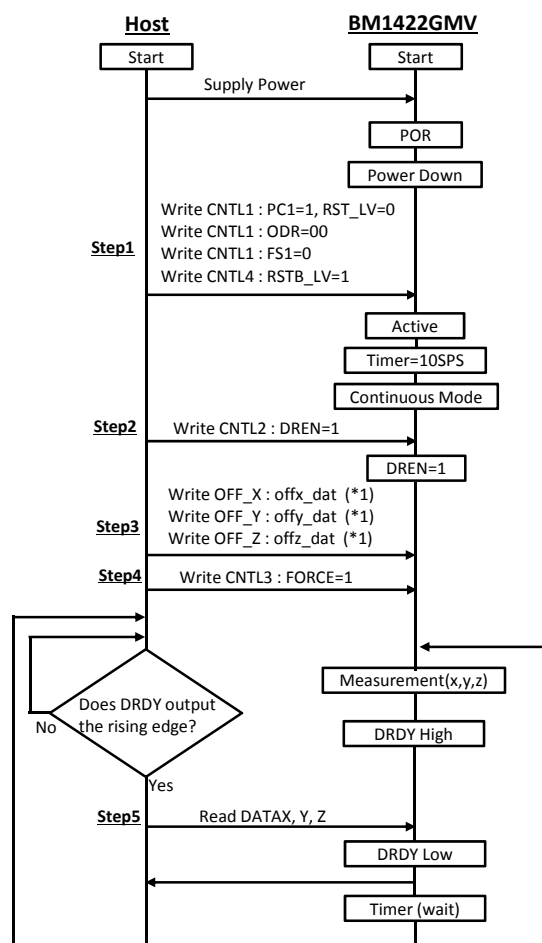 Host
BM1422GMV
Start
Start
Supply Power
POR
Power Down
Write CNTL1 : PC1=1, RST_LV=0
Write CNTL1 : ODR=00
Step1
Write CNTL1 : FS1=0
Write CNTL4 : RSTB_LV=1
Active
Timer=10SPS
Continuous Mode
Step2
Write CNTL2 : DREN=1
DREN=1
Write OFF_X : offx_dat (*1)
Write OFF_Y : offy_dat (*1)
Step3
Write OFF_Z : offz_dat (*1)
Step4
Write CNTL3 : FORCE=1
Measurement(x,y,z)
Does DRDY output
the rising edge?
No
DRDY High
Yes
Step5
Read DATAX, Y, Z
DRDY Low
Timer (wait)